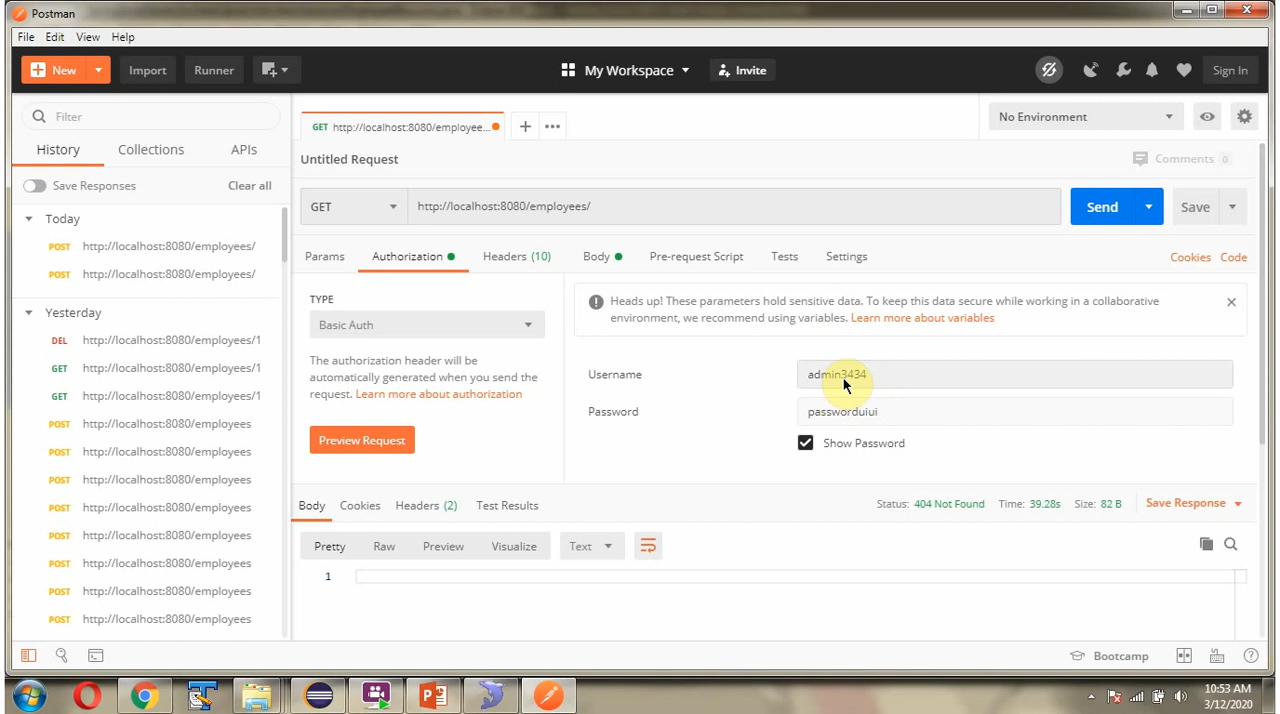 Postman
File Edit View Help
New Import Runner My Workspace Invite Sign In
Filter
History Collections APIs
Save Responses Clear all
Today
POST http://localhost:8080/employees/
POST http://localhost:8080/employees/
Yesterday
DEL http://localhost:8080/employees/1
GET http://localhost:8080/employees/1
GET http://localhost:8080/employees/1
POST http://localhost:8080/employees
POST http://localhost:8080/employees
POST http://localhost:8080/employees
POST http://localhost:8080/employees
POST http://localhost:8080/employees
POST http://localhost:8080/employees
POST http://localhost:8080/employees
POST http://localhost:8080/employees
GET http://localhost:8080/employee...
No Environment
Untitled Request
Comments 0
GET http://localhost:8080/employees/ Send Save
Params Authorization Headers (10) Body Pre-request Script Tests Settings Cookies Code
TYPE
Basic Auth
The authorization header will be
automatically generated when you send the
request. Learn more about authorization
Preview Request
Heads up! These parameters hold sensitive data. To keep this data secure while working in a collaborative
environment, we recommend using variables. Learn more about variables
Username admin3434
Password passworduiui
Show Password
Body Cookies Headers (2) Test Results Status: 404 Not Found Time: 39.28s Size: 82 B Save Response
Pretty Raw Preview Visualize Text
1
Bootcamp
10:53 AM
3/12/2020